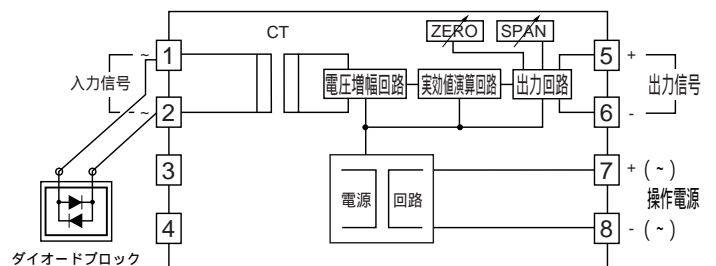 CT
ZERO
SPAN
~
1
入力信号
~
2
電圧増幅回路
実効値演算回路
出力回路
5
+
出力信号
6
-
3
4
電源
回路
7
+ (~)
操作電源
8
- (~)
ダイオードブロック